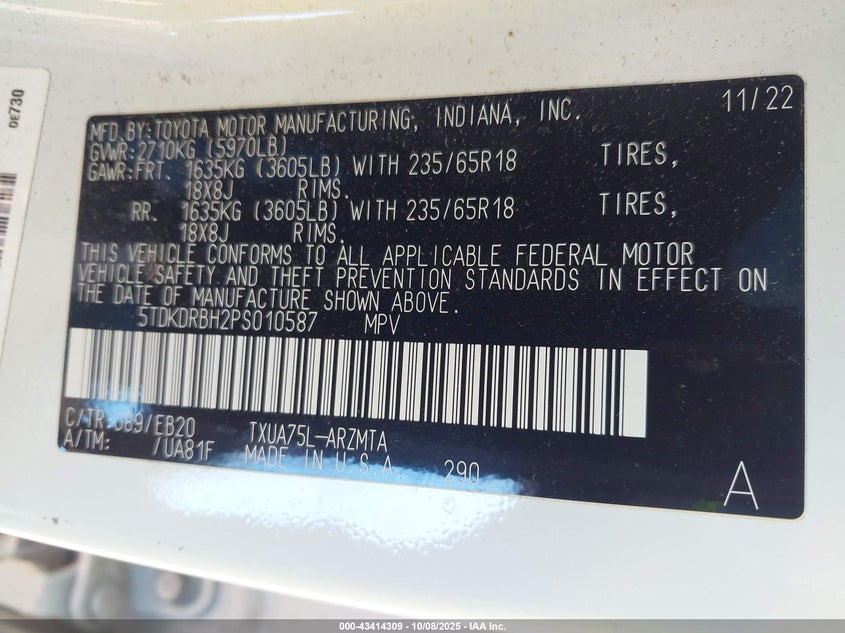 0E730
11/22
MFD BY:TOYOTA MOTOR MANUFACTURING, INDIANA, INC.
GVWR:2710KG (5970LB)
GAWR:FRT. 1635KG (3605LB) WITH 235/65R18 TIRES,
18X8J RIMS.
RR. 1635KG (3605LB) WITH 235/65R18 TIRES,
18X8J RIMS.
THIS VEHICLE CONFORMS TO ALL APPLICABLE FEDERAL MOTOR
VEHICLE SAFETY AND THEFT PREVENTION STANDARDS IN EFFECT ON
THE DATE OF MANUFACTURE SHOWN ABOVE.
5TDKDRBH2PS010587 MPV
C/TR:089/EB20 TXUA75L-ARZMTA
A/TM: /UA81F MADE IN U.S.A. 290
A
000-43414309 - 10/08/2025 - IAA Inc.